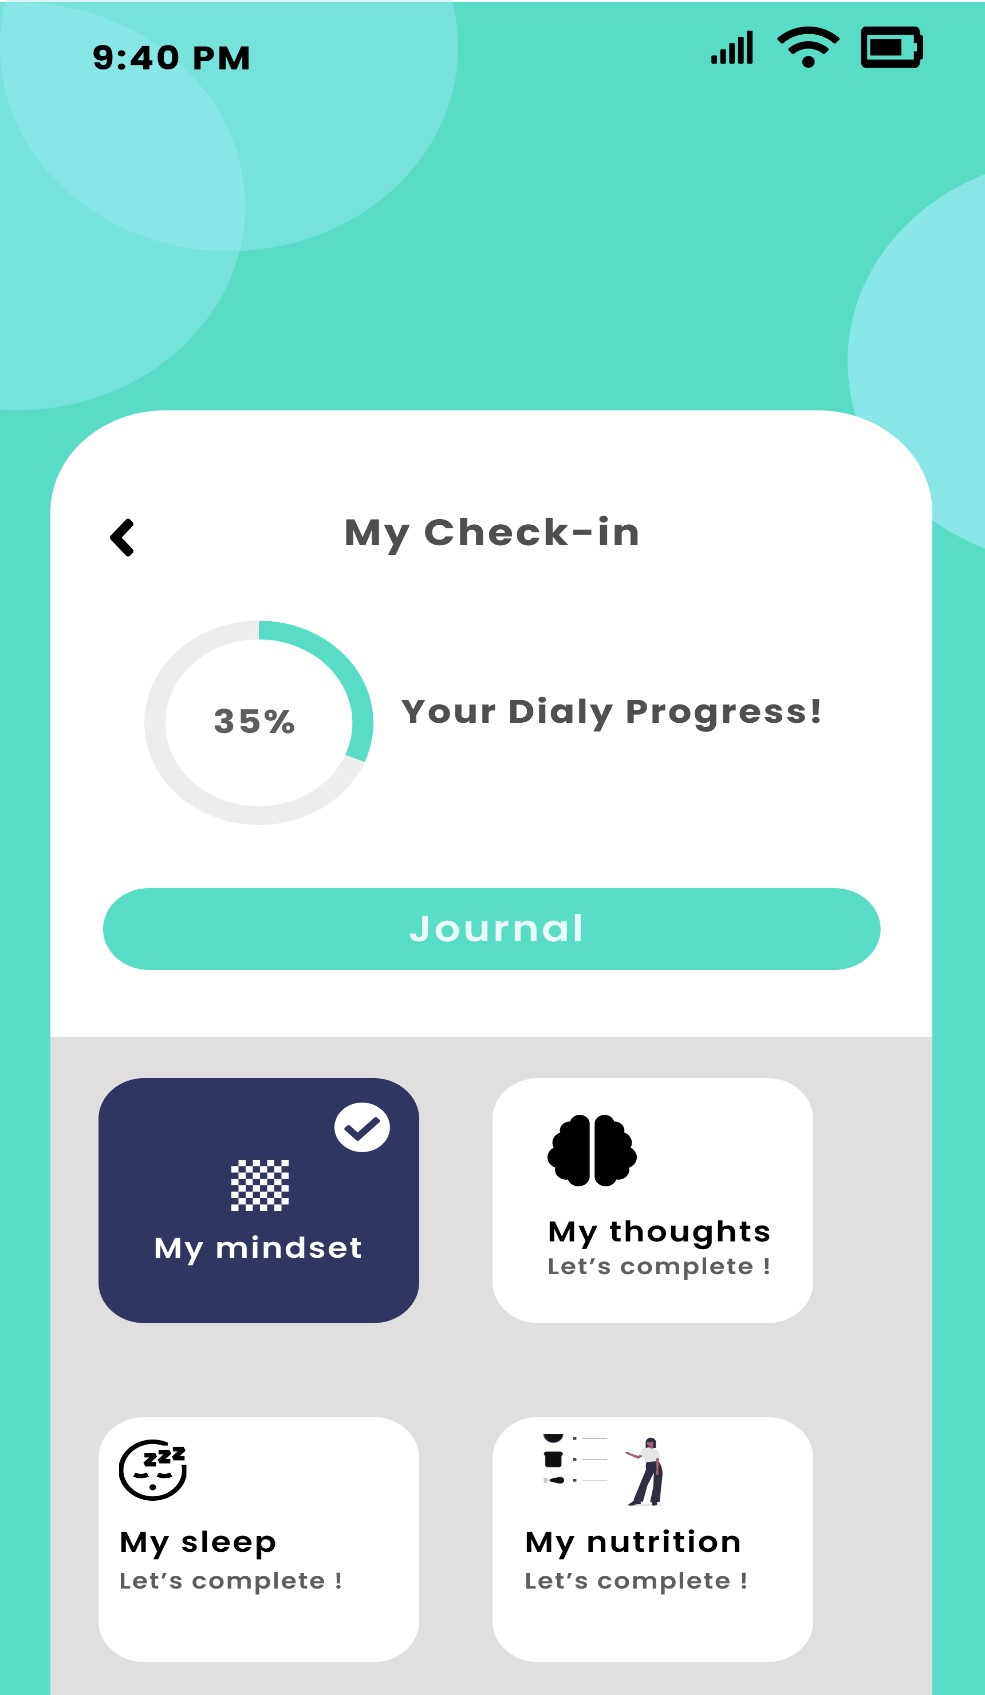 9:40 PM
My Check-in
35%
Your Dialy Progress!
Journal
My mindset
My thoughts
Let’s complete !
My sleep
Let’s complete !
My nutrition
Let’s complete !